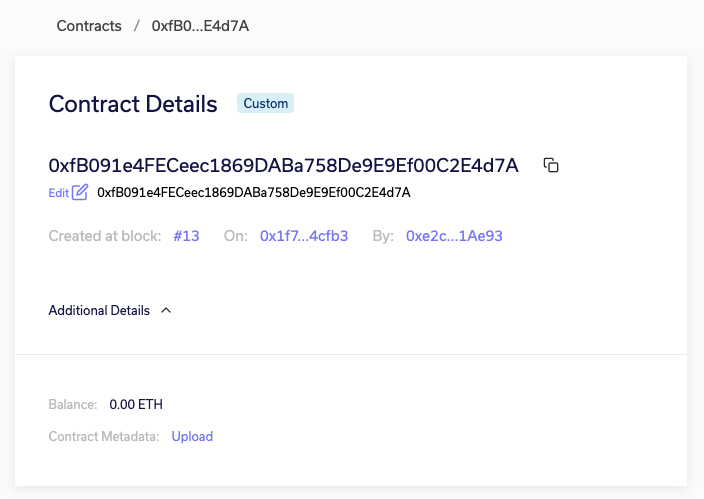 Contracts / 0xfB0...E4d7A
Contract Details Custom
0xfB091e4FECeec1869DABa758De9E9Ef00C2E4d7A
Edit 0xfB091e4FECeec1869DABa758De9E9Ef00C2E4d7A
Created at block: #13 On: 0x1f7...4cfb3 By: 0xe2c...1Ae93
Additional Details
Balance: 0.00 ETH
Contract Metadata: Upload